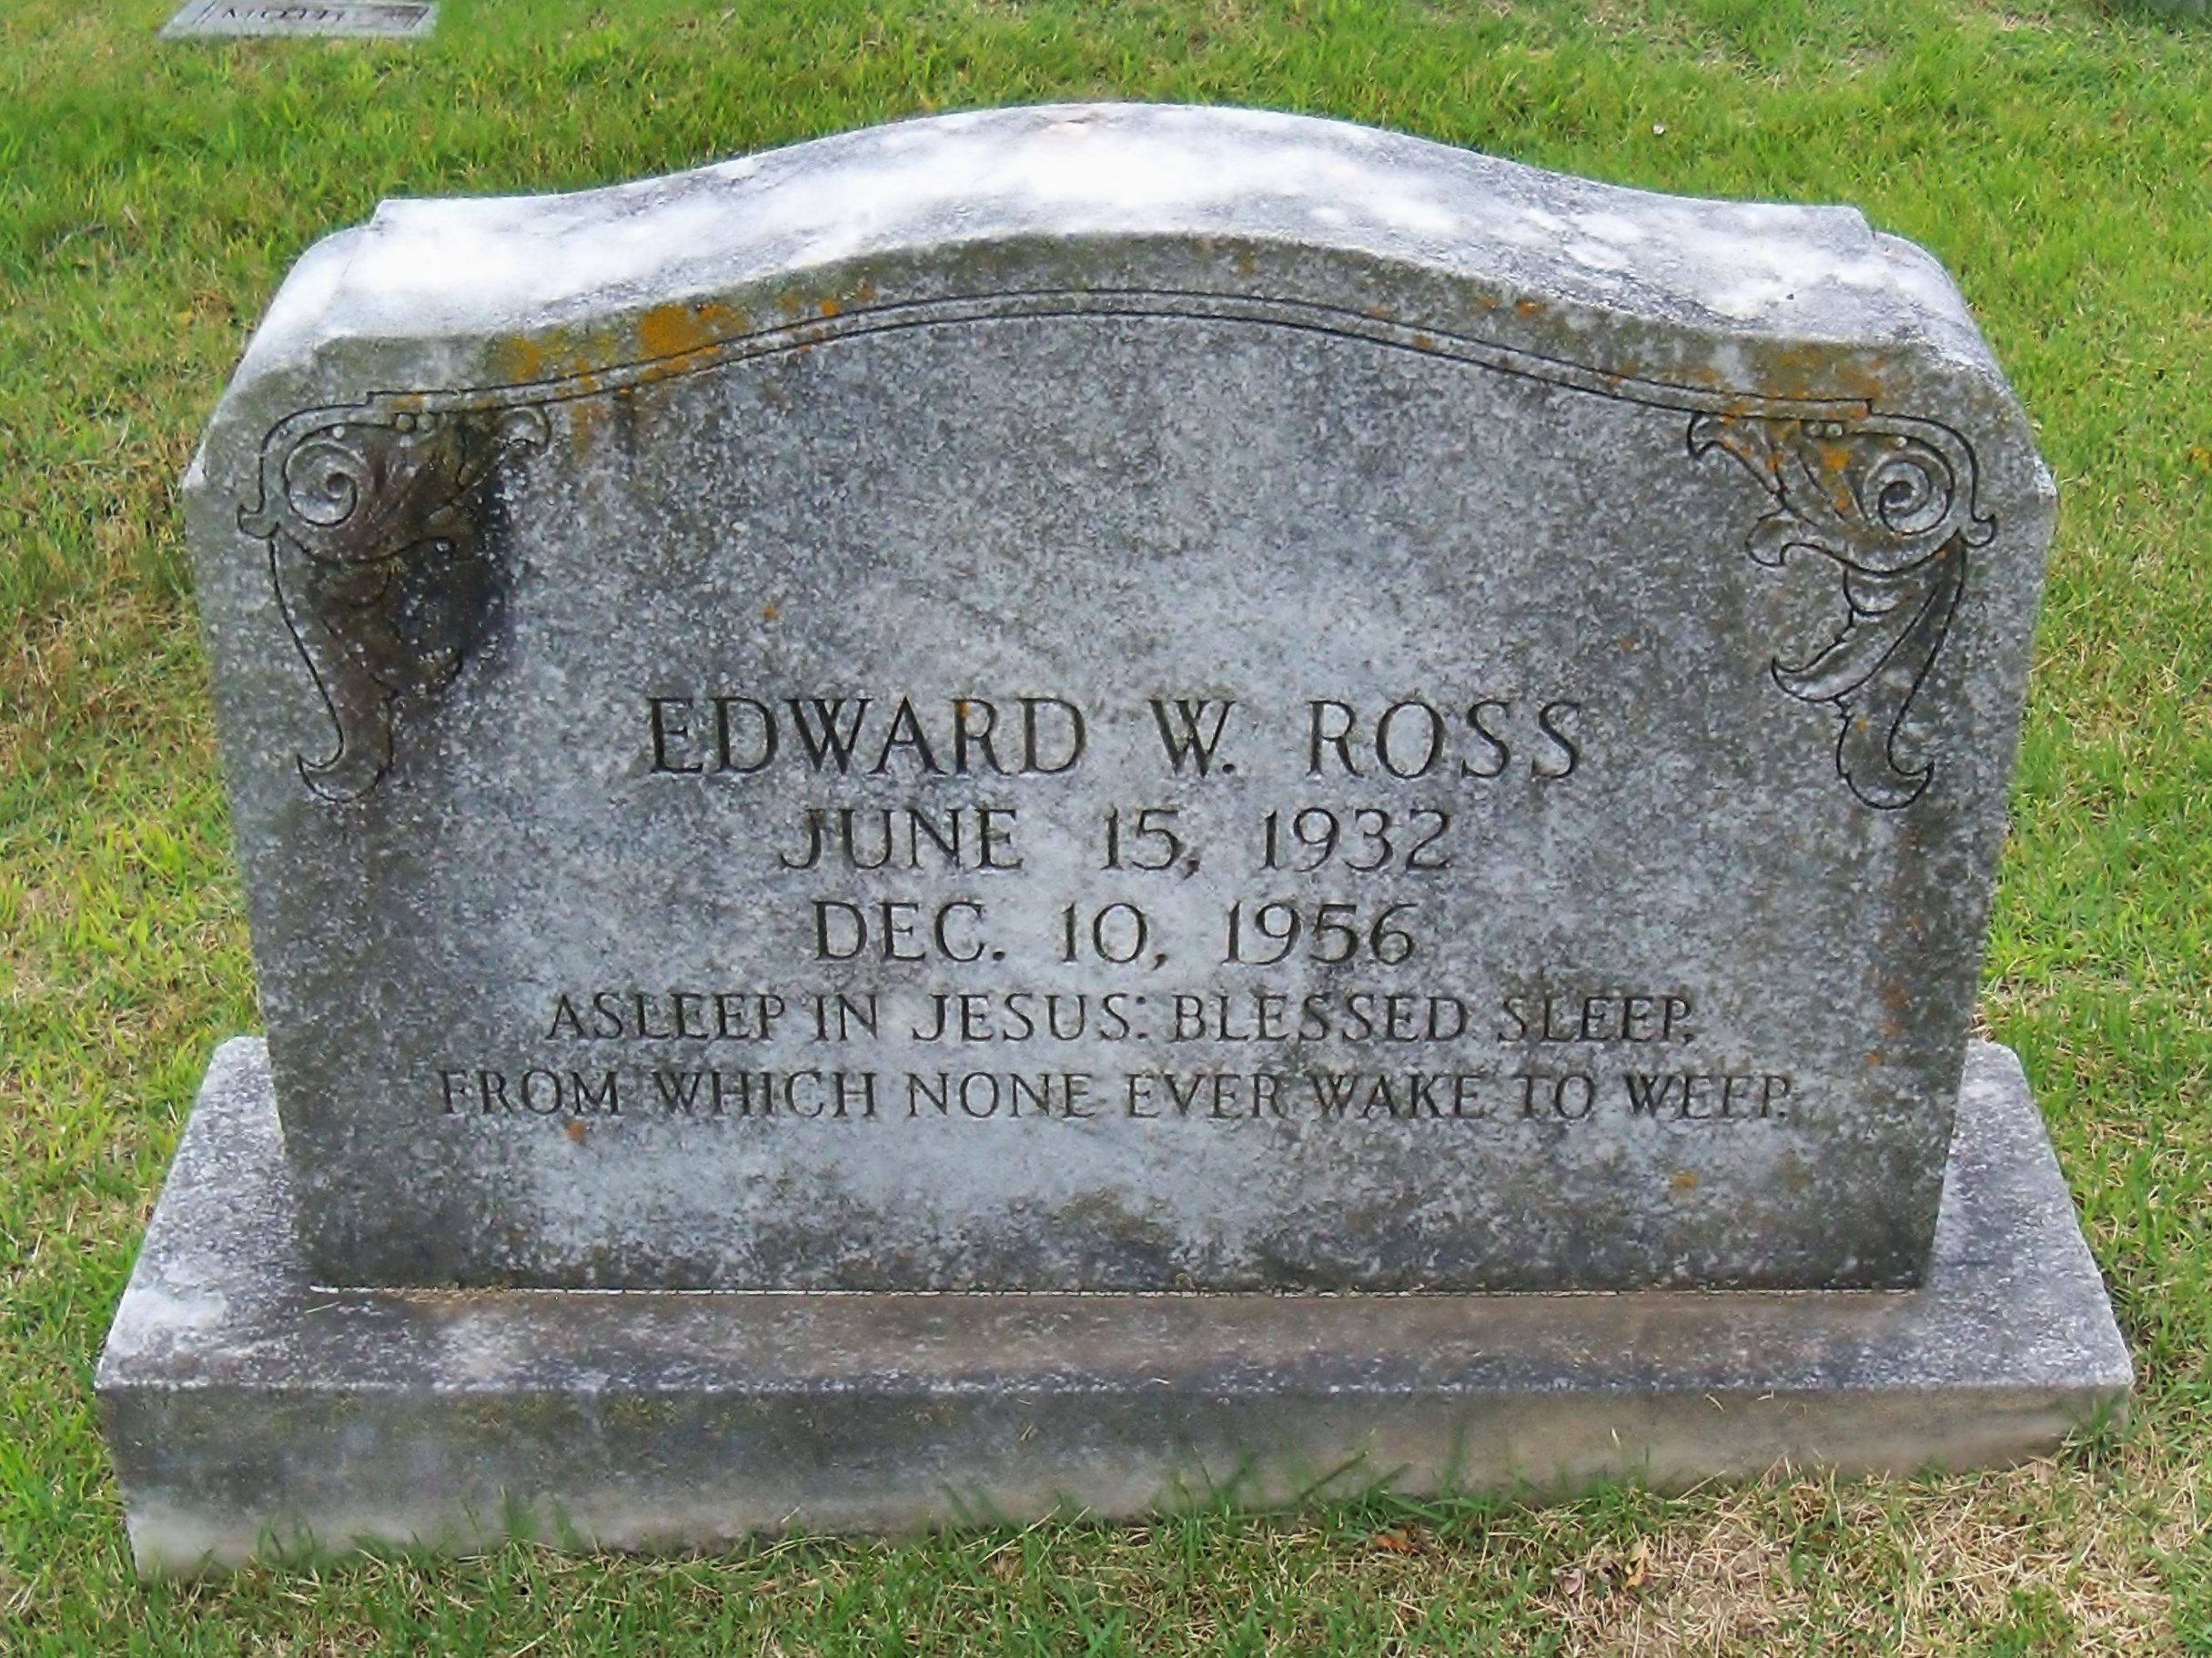 EDWARD W. ROSS
JUNE 15, 1932
DEC. 10, 1956
ASLEEP IN JESUS: BLESSED SLEEP,
FROM WHICH NONE EVER WAKE TO WEEP.